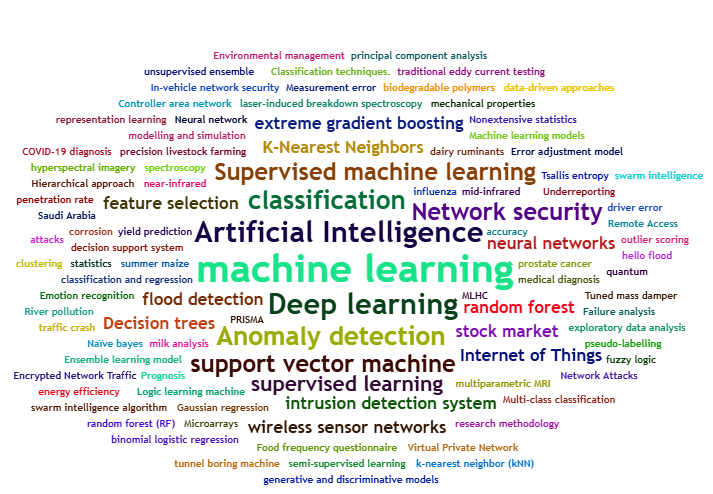 Environmental management principal component analysis
unsupervised ensemble Classification techniques. traditional eddy current testing
In-vehicle network security Measurement error biodegradable polymers data-driven approaches
Controller area network laser-induced breakdown spectroscopy mechanical properties
representation learning Neural network extreme gradient boosting Nonextensive statistics
modelling and simulation Machine learning models
COVID-19 diagnosis precision livestock farming K-Nearest Neighbors dairy ruminants Error adjustment model
hyperspectral imagery spectroscopy Supervised machine learning Tsallis entropy swarm intelligence
Hierarchical approach near-infrared influenza mid-infrared Underreporting
penetration rate feature selection classification Network security driver error
Saudi Arabia Remote Access
attacks corrosion yield prediction Artificial Intelligence accuracy outlier scoring
decision support system neural networks hello flood
clustering statistics summer maize machine learning prostate cancer quantum
classification and regression medical diagnosis
Emotion recognition flood detection Deep learning MLHC random forest Tuned mass damper
River pollution PRISMA Failure analysis
traffic crash Decision trees Anomaly detection stock market exploratory data analysis
Naïve bayes milk analysis pseudo-labelling
Ensemble learning model support vector machine Internet of Things fuzzy logic
Encrypted Network Traffic Prognosis supervised learning multiparametric MRI Network Attacks
energy efficiency Logic learning machine intrusion detection system Multi-class classification
swarm intelligence algorithm Gaussian regression
random forest (RF) Microarrays wireless sensor networks research methodology
binomial logistic regression Food frequency questionnaire Virtual Private Network
tunnel boring machine semi-supervised learning k-nearest neighbor (kNN)
generative and discriminative models